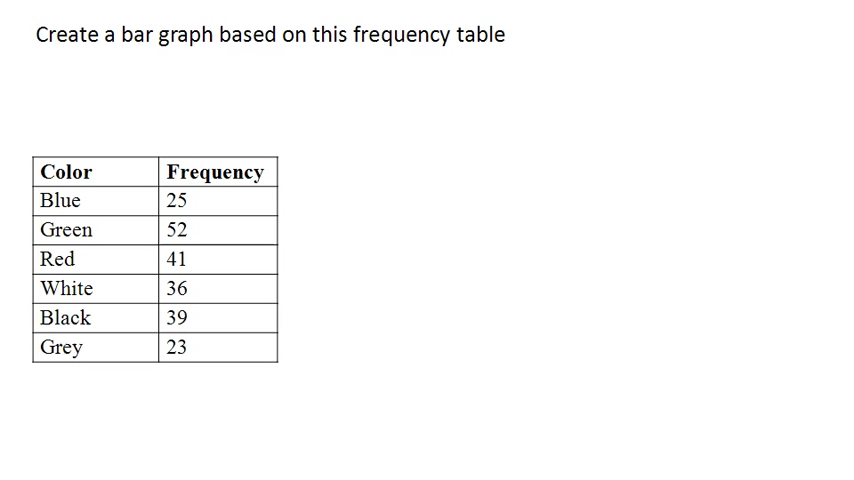 Create a bar graph based on this frequency table
Color Frequency
Blue 25
Green 52
Red 41
White 36
Black 39
Grey 23